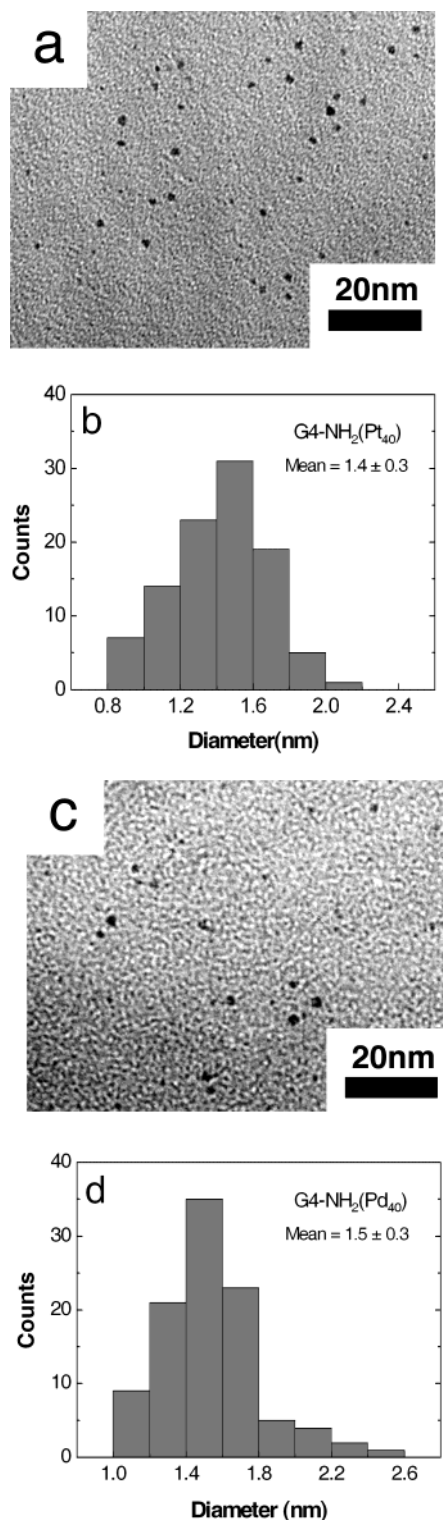 a
20nm
40
30
20
10
0
Counts
b
G4-NH₂(Pt₄₀)
Mean = 1.4 ± 0.3
0.8 1.2 1.6 2.0 2.4
Diameter(nm)
c
20nm
40
30
20
10
0
Counts
d
G4-NH₂(Pd₄₀)
Mean = 1.5 ± 0.3
1.0 1.4 1.8 2.2 2.6
Diameter (nm)